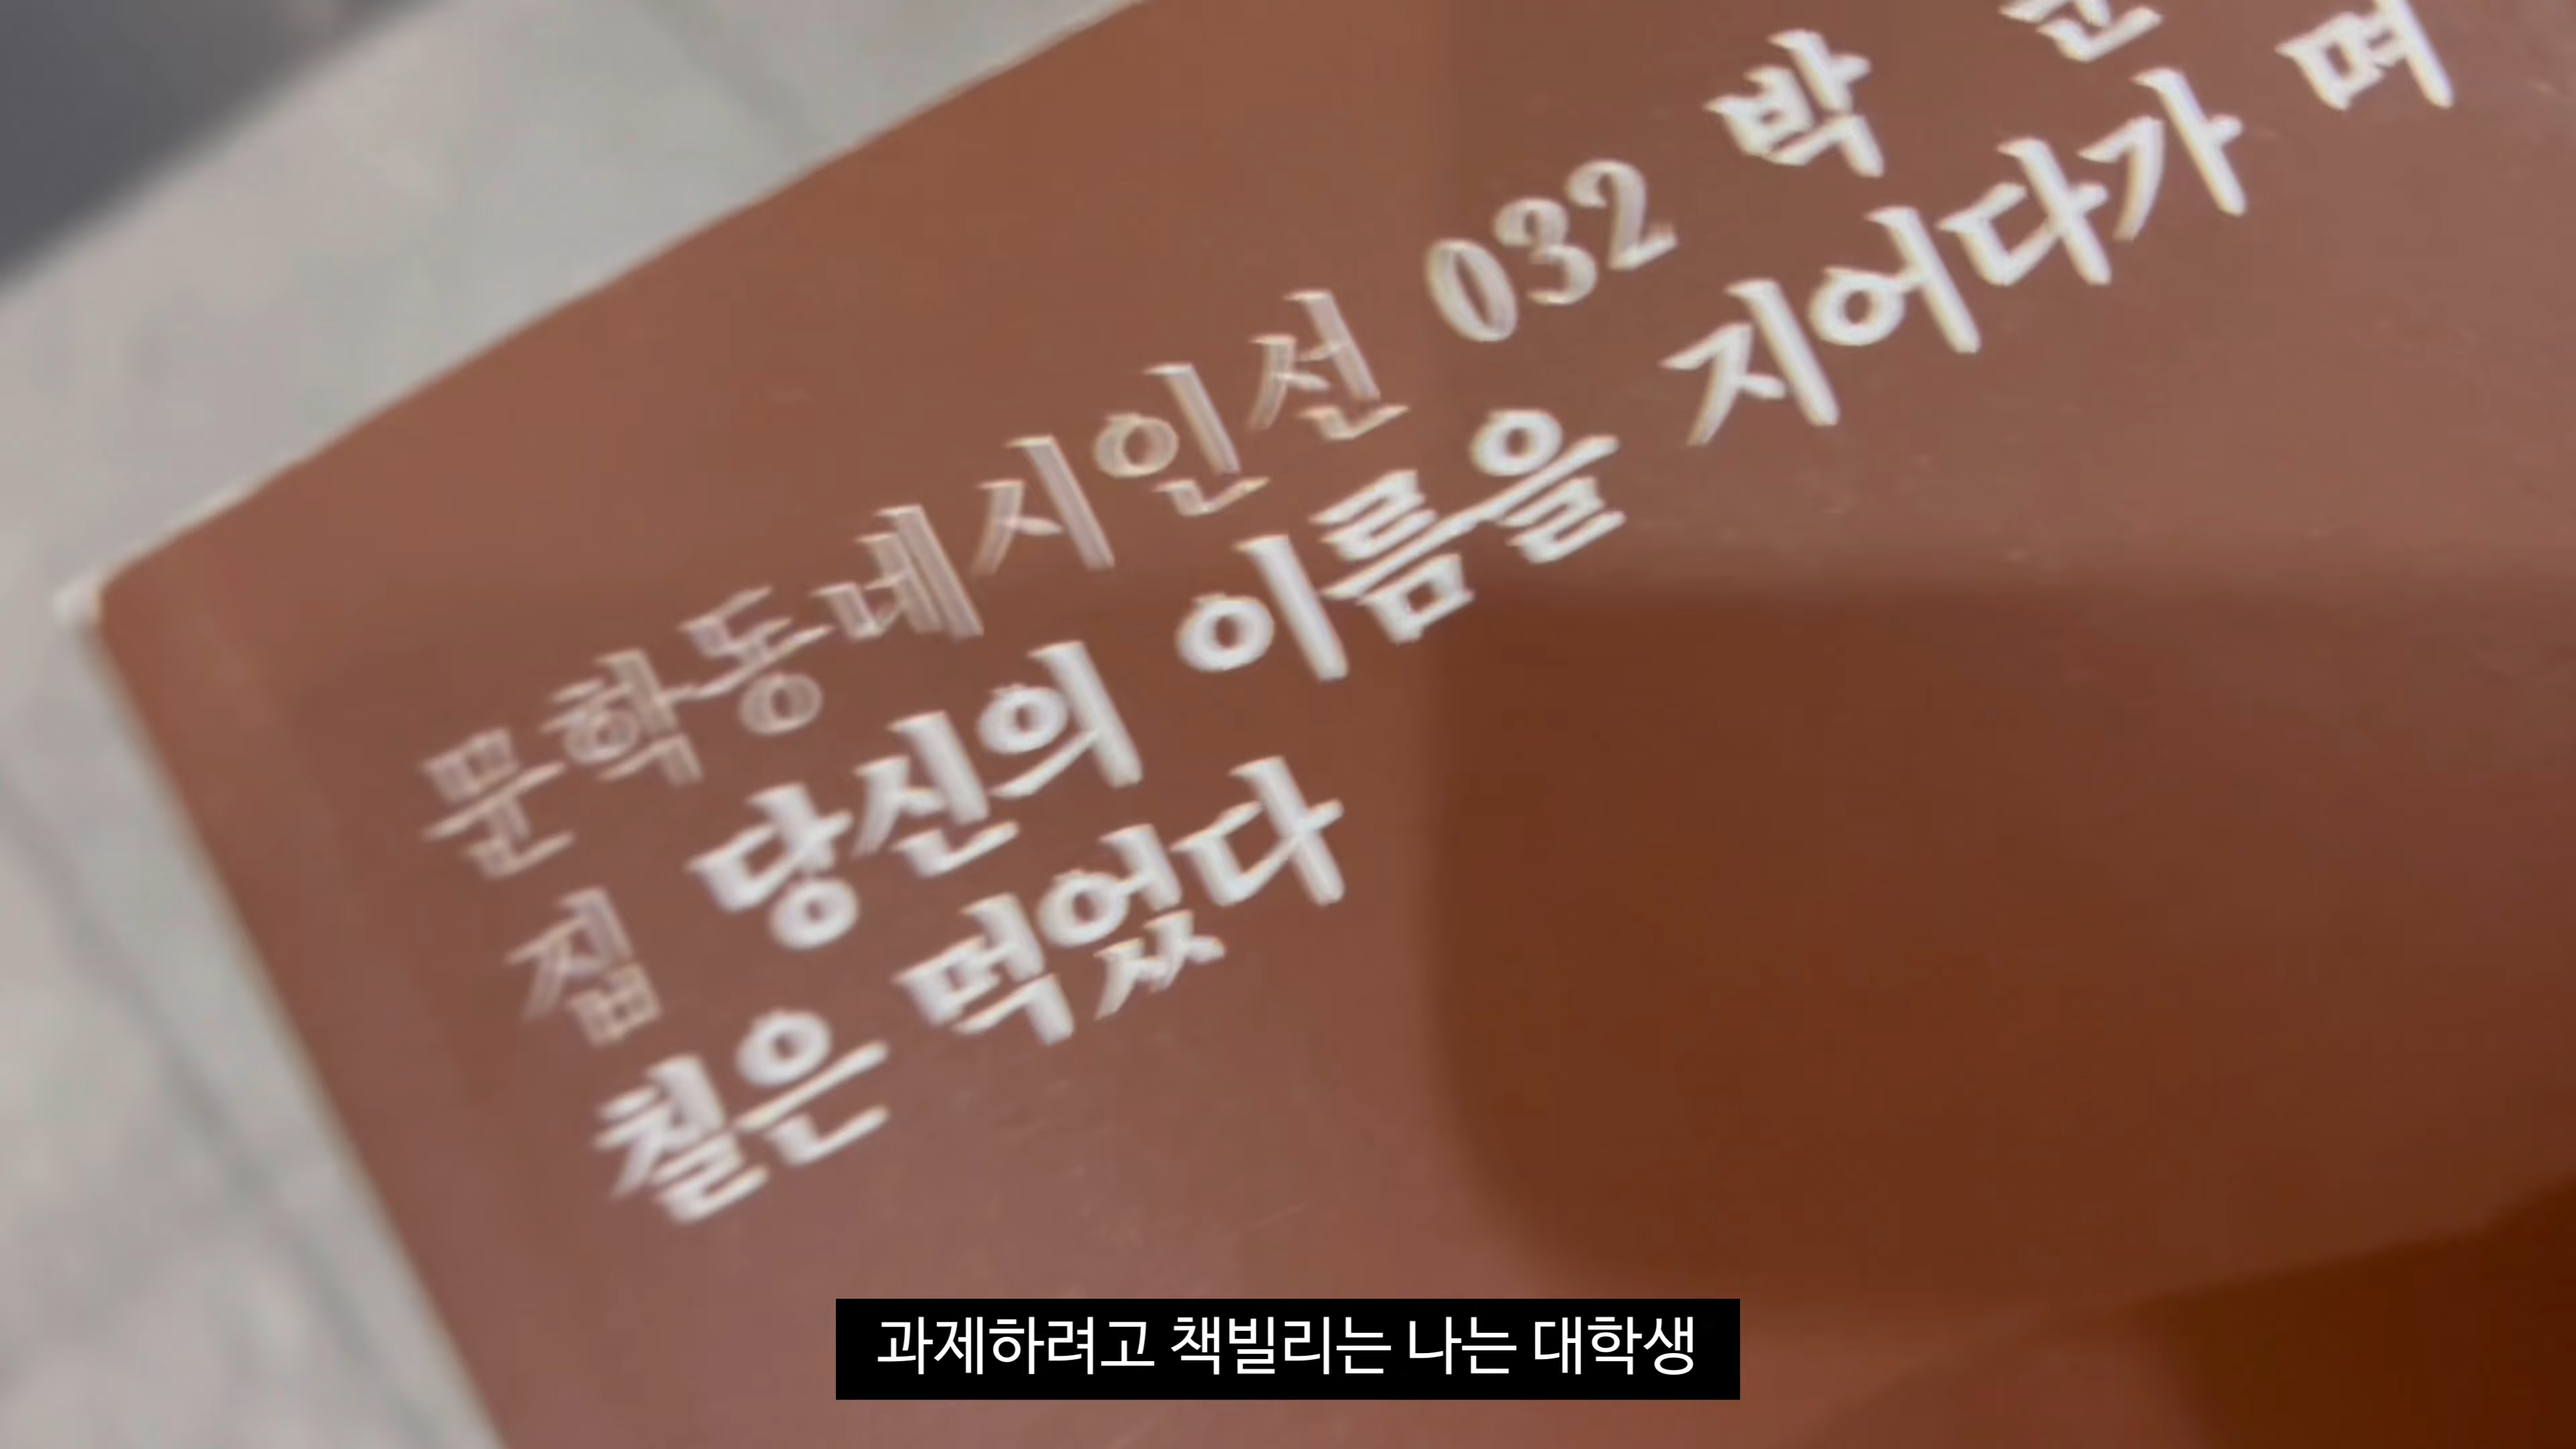 문학동네시인선 032 박
집 당신의 이름을 지어다가 며
칠은 먹었다
과제하려고 책빌리는 나는 대학생